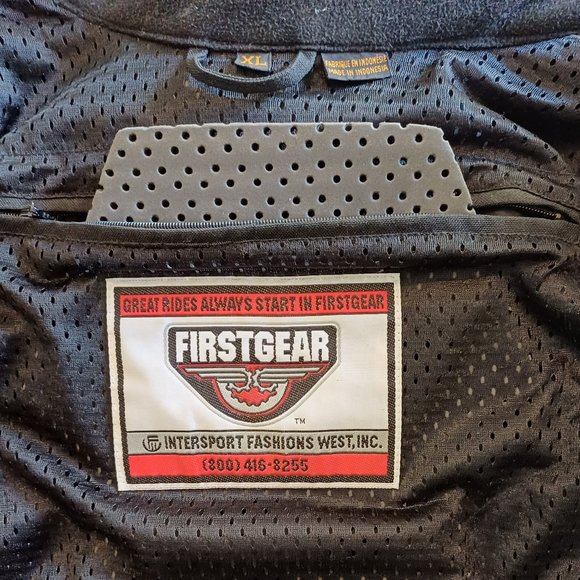 XL
FABRIQUE EN INDONESIE
MADE IN INDONESIA
GREAT RIDES ALWAYS START IN FIRSTGEAR
FIRSTGEAR
TM
INTERSPORT FASHIONS WEST, INC.
(800) 416-8255